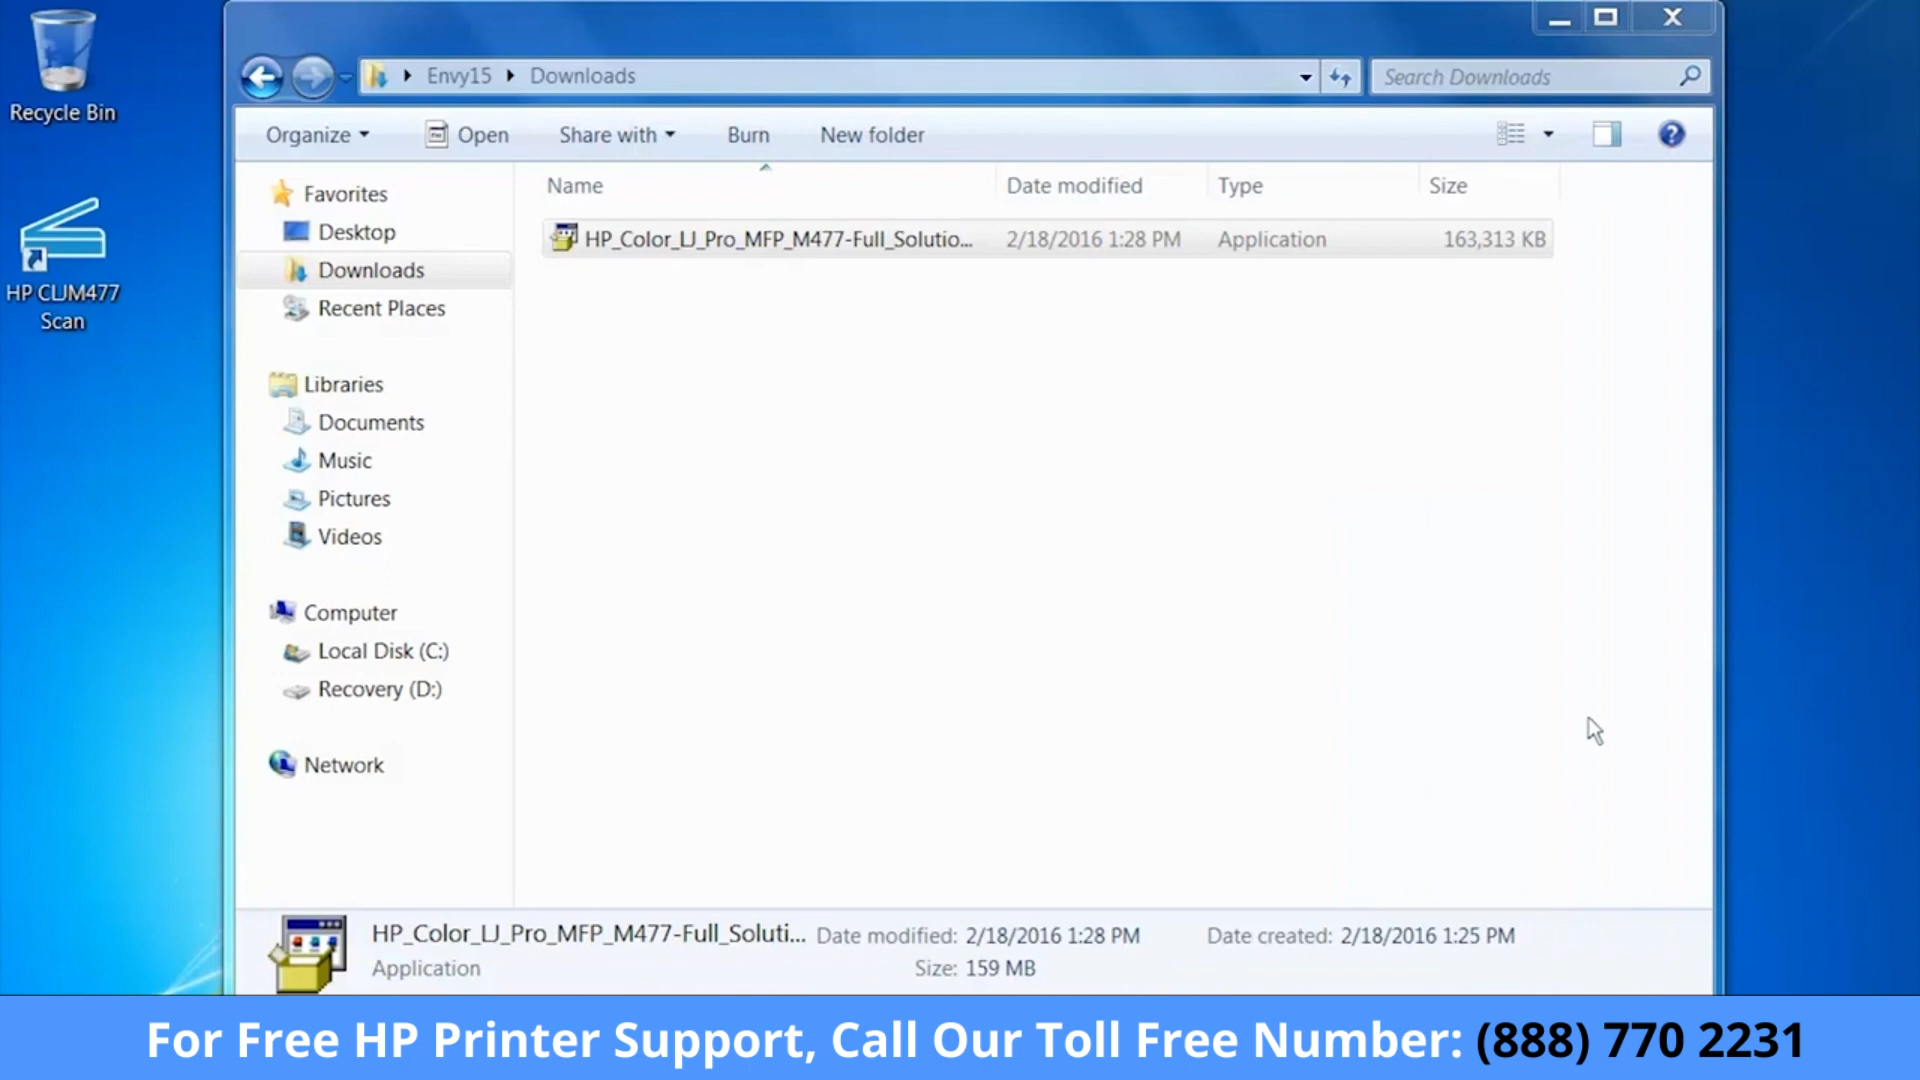 Recycle Bin
HP CLJM477
Scan
Envy15
Downloads
Search Downloads
Organize
Open
Share with
Burn
New folder
Name
Date modified
Type
Size
HP_Color_LJ_Pro_MFP_M477-Full_Solutio...
2/18/2016 1:28 PM
Application
163,313 KB
Favorites
Desktop
Downloads
Recent Places
Libraries
Documents
Music
Pictures
Videos
Computer
Local Disk (C:)
Recovery (D:)
Network
HP_Color_LJ_Pro_MFP_M477-Full_Soluti... Date modified: 2/18/2016 1:28 PM Date created: 2/18/2016 1:25 PM
Application Size: 159 MB
For Free HP Printer Support, Call Our Toll Free Number: (888) 770 2231